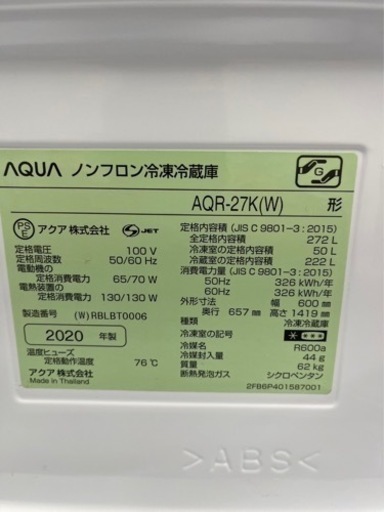 AQUA ノンフロン冷凍冷蔵庫
G
AQR-27K(W) 形
PS E アクア株式会社 S JET
定格電圧 100 V
定格周波数 50/60 Hz
電動機の
定格消費電力 65/70 W
電熱装置の
定格消費電力 130/130 W
製造番号 (W)RBLBT0006
2020 年製
温度ヒューズ
定格動作温度 76℃
アクア株式会社
Made in Thailand
定格内容積 (JIS C 9801-3:2015)
全定格内容積 272 L
冷凍室の定格内容積 50 L
冷蔵室の定格内容積 222 L
消費電力量 (JIS C 9801-3:2015)
50Hz 326 kWh/年
60Hz 326 kWh/年
外形寸法 幅 600 mm
奥行 657 mm 高さ 1419 mm
種類 冷凍冷蔵庫
冷凍室の記号
冷媒名 R600a
冷媒封入量 44 g
質量 62 kg
断熱発泡ガス シクロペンタン
2FB6P401587001
>ABS<